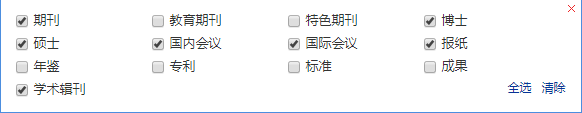 期刊 教育期刊 特色期刊 博士
硕士 国内会议 国际会议 报纸
年鉴 专利 标准 成果
学术辑刊 全选 清除